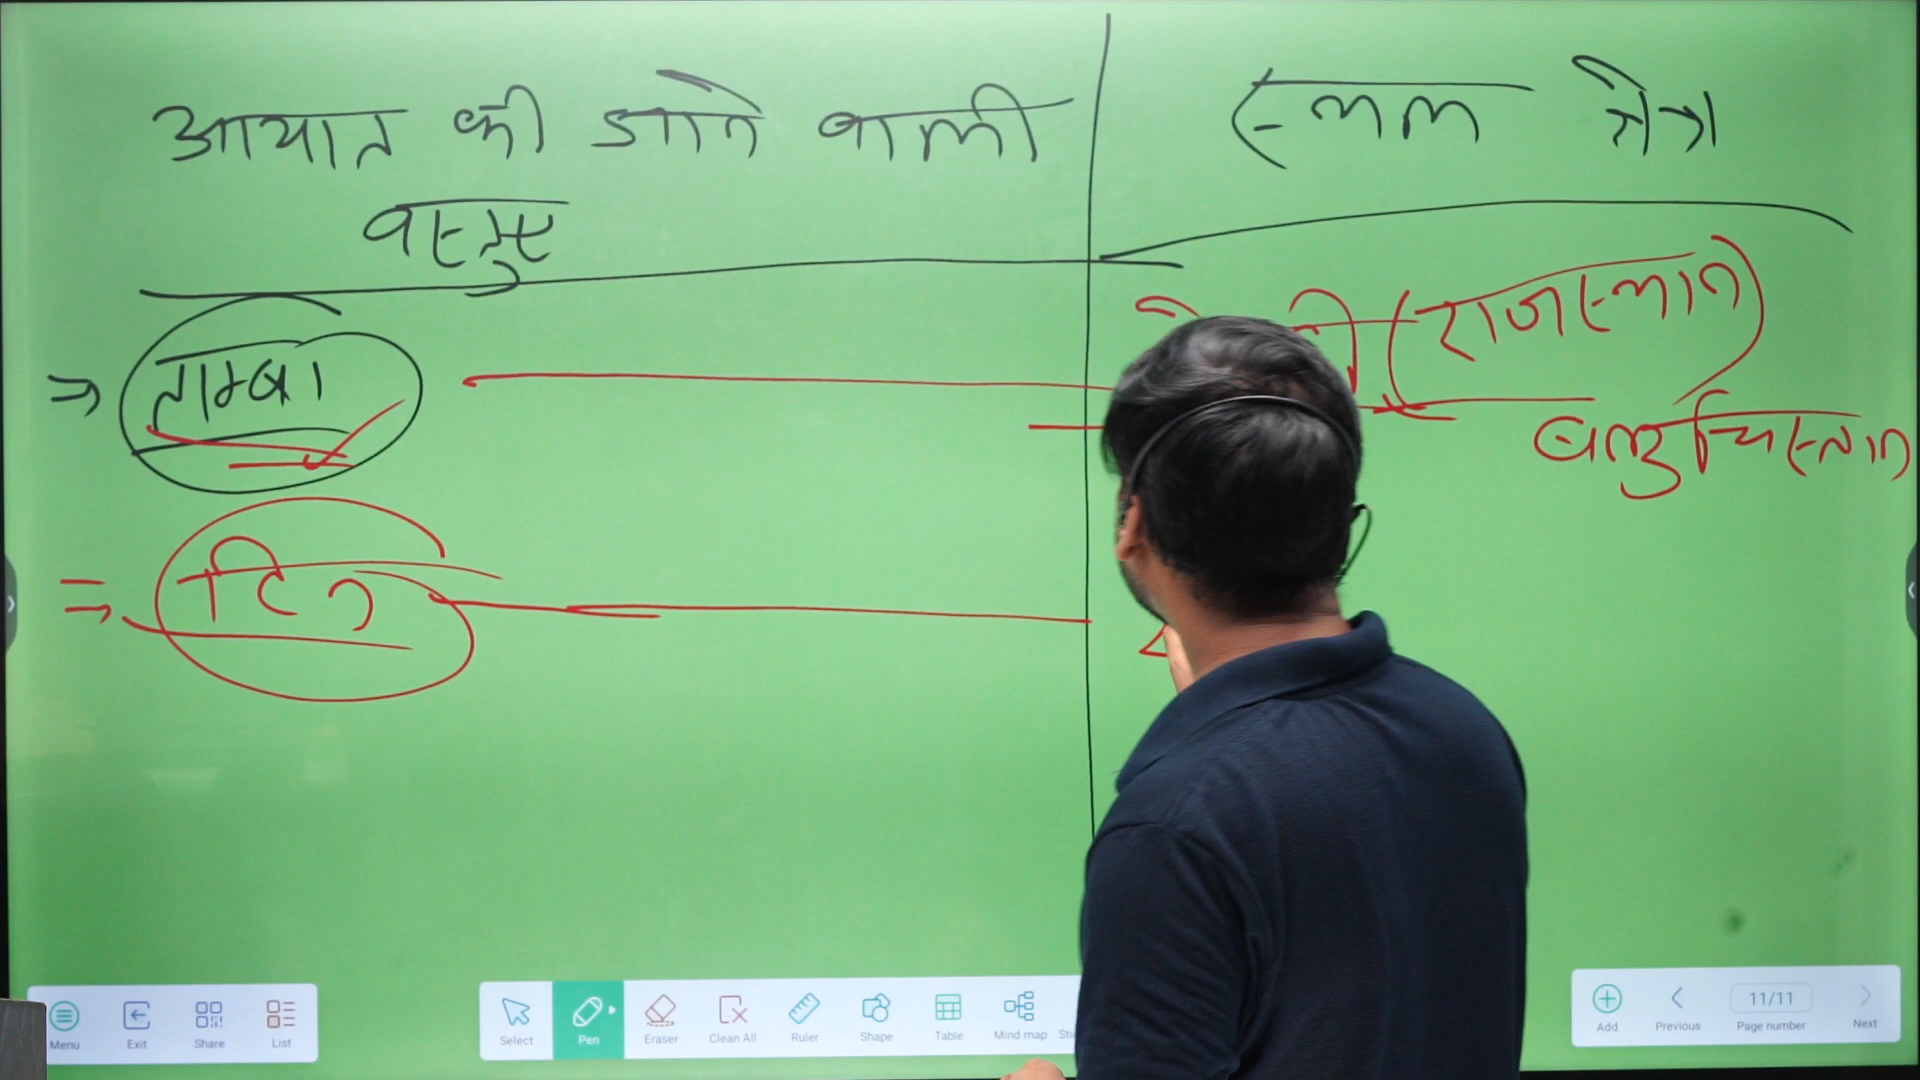 आयात की जाने वाली
वस्तुए
स्थल क्षेत्र
ताम्बा
(राजस्थान)
बलुचिस्तान
टिन
Menu Exit Share List
Select Pen Eraser Clean All Ruler Shape Table Mind map
Add Previous 11/11 Page number Next